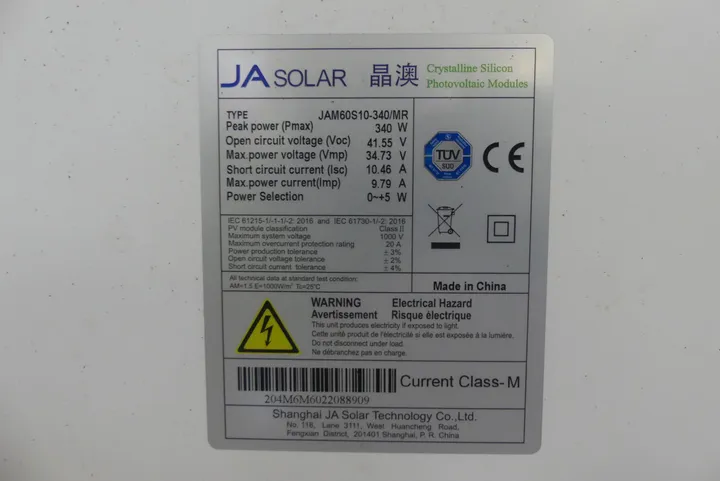 JA SOLAR 晶澳 Crystalline Silicon
Photovoltaic Modules
TYPE JAM60S10-340/MR
Peak power (Pmax) 340 W
Open circuit voltage (Voc) 41.55 V
Max.power voltage (Vmp) 34.73 V
Short circuit current (Isc) 10.46 A
Max.power current(Imp) 9.79 A
Power Selection 0~+5 W
TÜV
SÜD
CE
IEC 61215-1/-1-1/-2: 2016 and IEC 61730-1/-2: 2016
PV module classification Class II
Maximum system voltage 1000 V
Maximum overcurrent protection rating 20 A
Power production tolerance ± 3%
Open circuit voltage tolerance ± 2%
Short circuit current tolerance ± 4%
All technical data at standard test condition:
AM=1.5 E=1000W/m² Tc=25°C
Made in China
WARNING Electrical Hazard
Avertissement Risque èlectrique
This unit produces electricity if exposed to light.
Cette unité produit de l'électricité si elle est exposée à la lumière.
Do not disconnect under load.
Ne débranchez pas en charge.
Current Class- M
204M6M6022088909
Shanghai JA Solar Technology Co.,Ltd.
No. 118, Lane 3111, West Huancheng Road,
Fengxian District, 201401 Shanghai, P. R. China